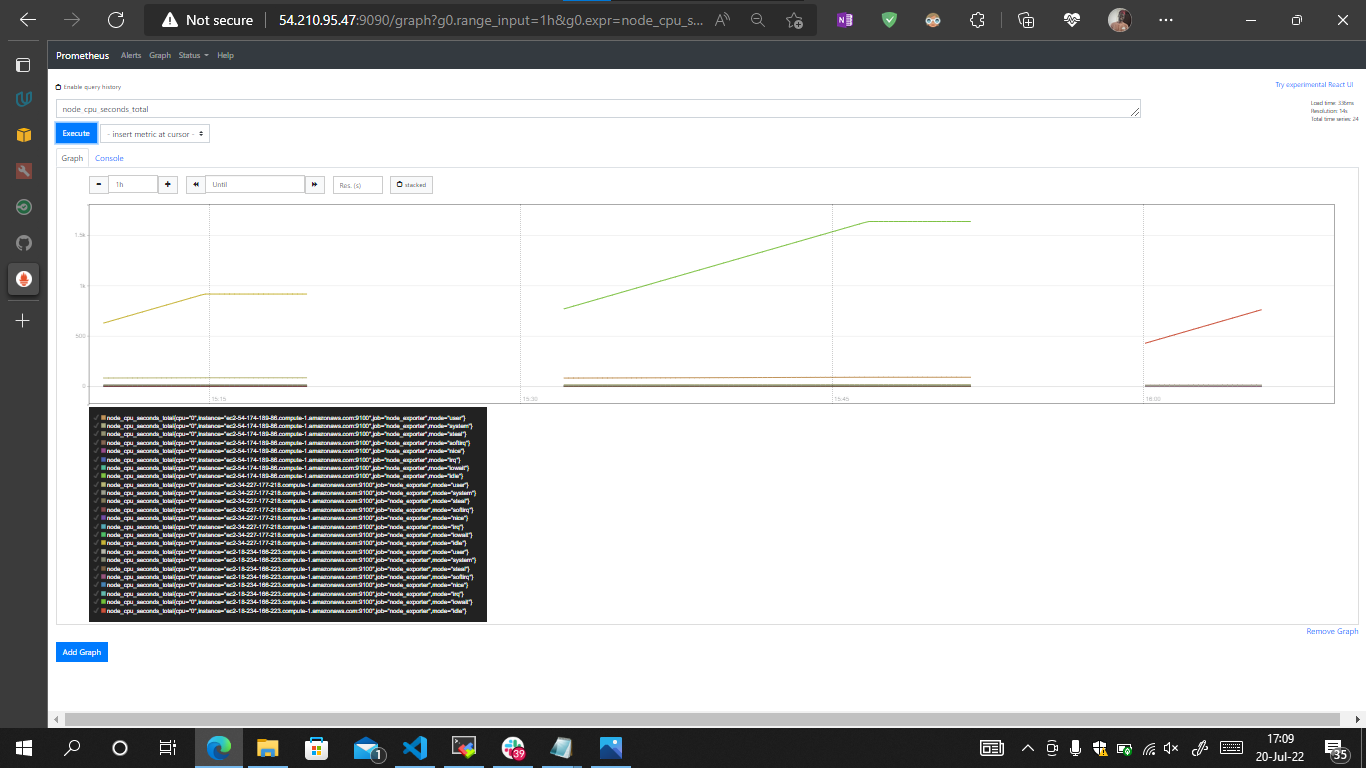 Not secure
54.210.95.47:9090/graph?g0.range_input=1h&g0.expr=node_cpu_s...
Prometheus Alerts Graph Status Help
Enable query history
Try experimental React UI
node_cpu_seconds_total
Load time: 336ms
Resolution: 14s
Total time series: 24
Execute
- insert metric at cursor -
Graph Console
1h
Until
Res. (s)
stacked
1.5k
1k
500
0
15:15
15:30
15:45
16:00
node_cpu_seconds_total{cpu="0",instance="ec2-54-174-189-86.compute-1.amazonaws.com:9100",job="node_exporter",mode="user"}
node_cpu_seconds_total{cpu="0",instance="ec2-54-174-189-86.compute-1.amazonaws.com:9100",job="node_exporter",mode="system"}
node_cpu_seconds_total{cpu="0",instance="ec2-54-174-189-86.compute-1.amazonaws.com:9100",job="node_exporter",mode="steal"}
node_cpu_seconds_total{cpu="0",instance="ec2-54-174-189-86.compute-1.amazonaws.com:9100",job="node_exporter",mode="softirq"}
node_cpu_seconds_total{cpu="0",instance="ec2-54-174-189-86.compute-1.amazonaws.com:9100",job="node_exporter",mode="nice"}
node_cpu_seconds_total{cpu="0",instance="ec2-54-174-189-86.compute-1.amazonaws.com:9100",job="node_exporter",mode="irq"}
node_cpu_seconds_total{cpu="0",instance="ec2-54-174-189-86.compute-1.amazonaws.com:9100",job="node_exporter",mode="iowait"}
node_cpu_seconds_total{cpu="0",instance="ec2-54-174-189-86.compute-1.amazonaws.com:9100",job="node_exporter",mode="idle"}
node_cpu_seconds_total{cpu="0",instance="ec2-34-227-177-218.compute-1.amazonaws.com:9100",job="node_exporter",mode="user"}
node_cpu_seconds_total{cpu="0",instance="ec2-34-227-177-218.compute-1.amazonaws.com:9100",job="node_exporter",mode="system"}
node_cpu_seconds_total{cpu="0",instance="ec2-34-227-177-218.compute-1.amazonaws.com:9100",job="node_exporter",mode="steal"}
node_cpu_seconds_total{cpu="0",instance="ec2-34-227-177-218.compute-1.amazonaws.com:9100",job="node_exporter",mode="softirq"}
node_cpu_seconds_total{cpu="0",instance="ec2-34-227-177-218.compute-1.amazonaws.com:9100",job="node_exporter",mode="nice"}
node_cpu_seconds_total{cpu="0",instance="ec2-34-227-177-218.compute-1.amazonaws.com:9100",job="node_exporter",mode="irq"}
node_cpu_seconds_total{cpu="0",instance="ec2-34-227-177-218.compute-1.amazonaws.com:9100",job="node_exporter",mode="iowait"}
node_cpu_seconds_total{cpu="0",instance="ec2-34-227-177-218.compute-1.amazonaws.com:9100",job="node_exporter",mode="idle"}
node_cpu_seconds_total{cpu="0",instance="ec2-18-234-166-223.compute-1.amazonaws.com:9100",job="node_exporter",mode="user"}
node_cpu_seconds_total{cpu="0",instance="ec2-18-234-166-223.compute-1.amazonaws.com:9100",job="node_exporter",mode="system"}
node_cpu_seconds_total{cpu="0",instance="ec2-18-234-166-223.compute-1.amazonaws.com:9100",job="node_exporter",mode="steal"}
node_cpu_seconds_total{cpu="0",instance="ec2-18-234-166-223.compute-1.amazonaws.com:9100",job="node_exporter",mode="softirq"}
node_cpu_seconds_total{cpu="0",instance="ec2-18-234-166-223.compute-1.amazonaws.com:9100",job="node_exporter",mode="nice"}
node_cpu_seconds_total{cpu="0",instance="ec2-18-234-166-223.compute-1.amazonaws.com:9100",job="node_exporter",mode="irq"}
node_cpu_seconds_total{cpu="0",instance="ec2-18-234-166-223.compute-1.amazonaws.com:9100",job="node_exporter",mode="iowait"}
node_cpu_seconds_total{cpu="0",instance="ec2-18-234-166-223.compute-1.amazonaws.com:9100",job="node_exporter",mode="idle"}
Remove Graph
Add Graph
1
39
17:09
20-Jul-22
35